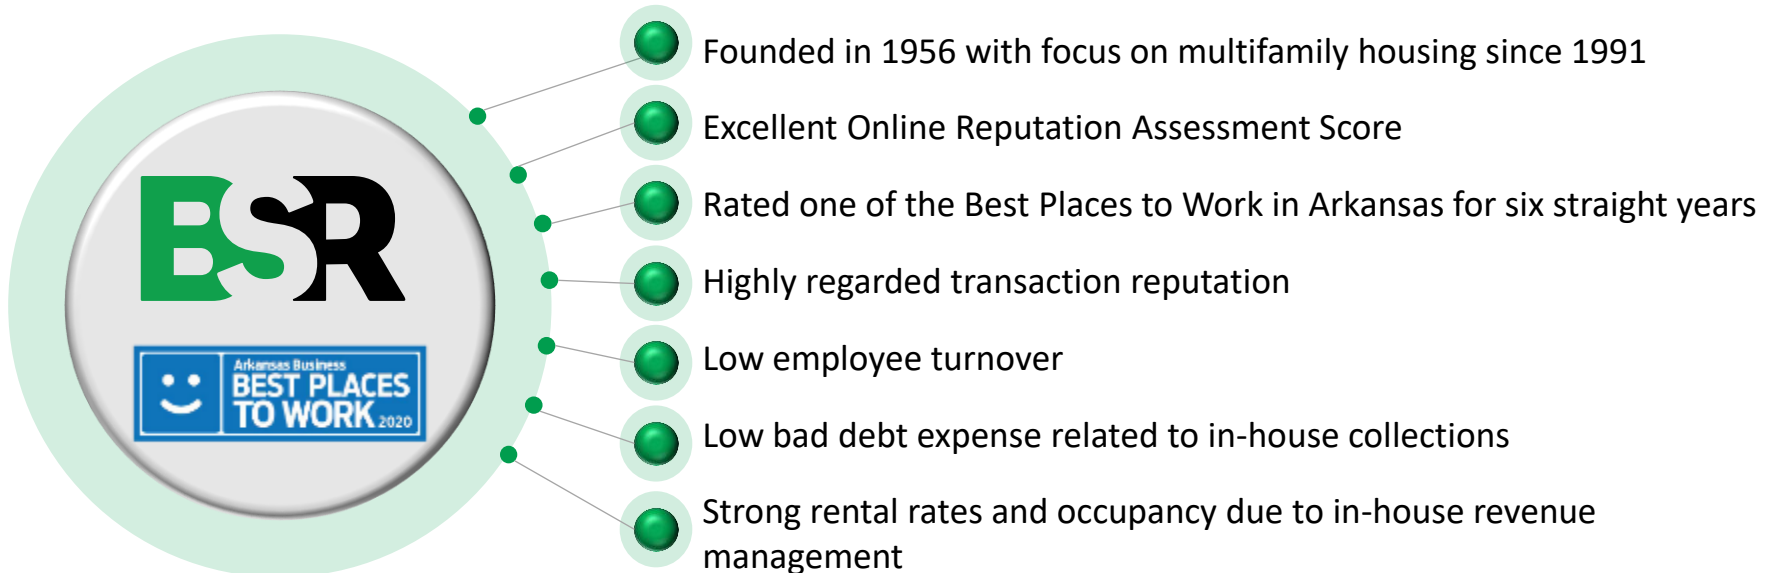 Founded in 1956 with focus on multifamily housing since 1991
Excellent Online Reputation Assessment Score
Rated one of the Best Places to Work in Arkansas for six straight years
Highly regarded transaction reputation
Low employee turnover
Low bad debt expense related to in-house collections
Strong rental rates and occupancy due to in-house revenue
management
BSR
Arkansas Business
BEST PLACES
TO WORK 2020